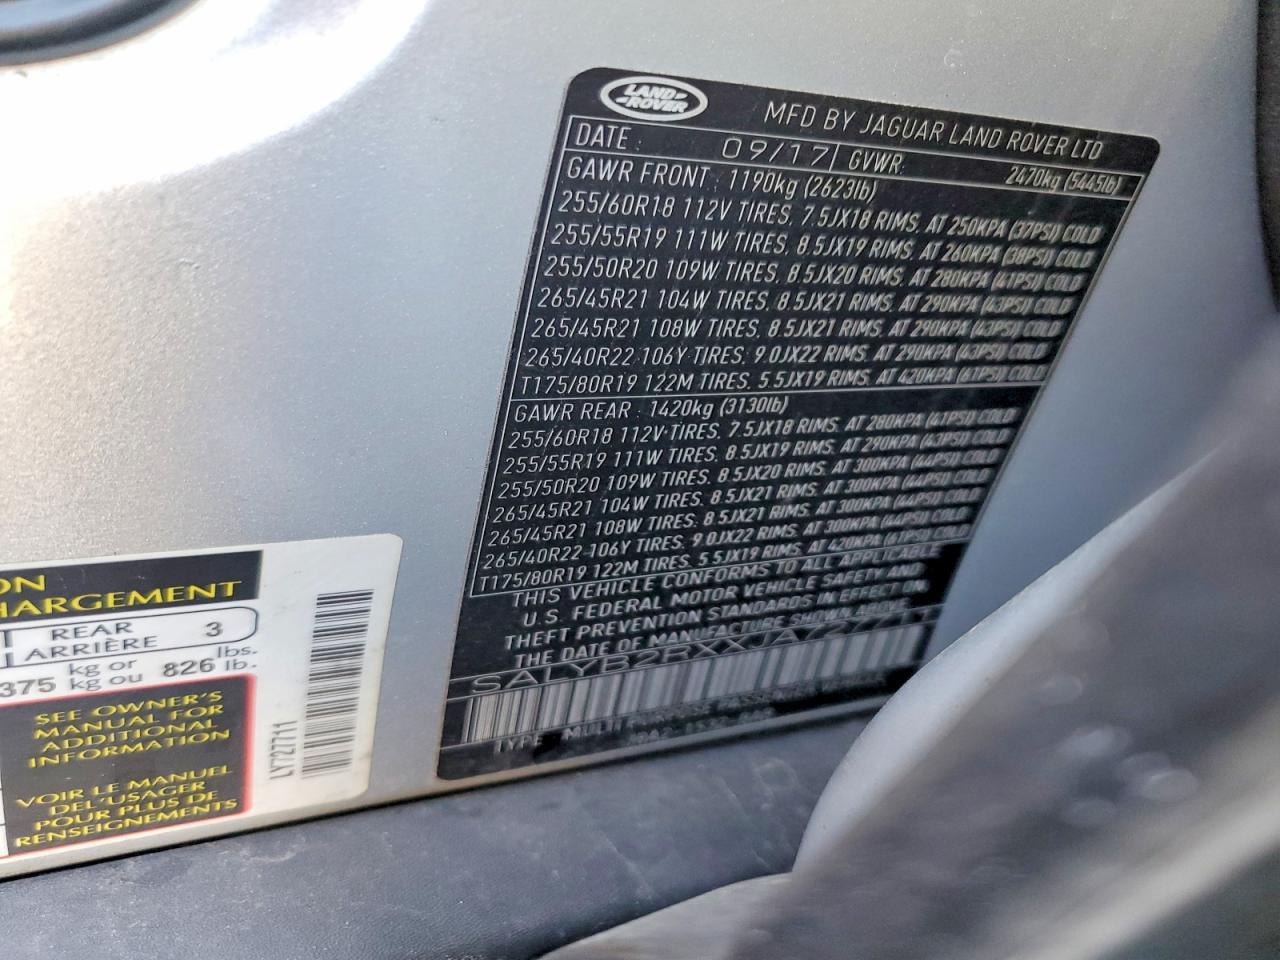 LAND ROVER
MFD BY JAGUAR LAND ROVER LTD
DATE : 09/17 GVWR: 2470kg (5445lb)
GAWR FRONT : 1190kg (2623lb)
255/60R18 112V TIRES, 7.5JX18 RIMS, AT 250KPA (37PSI) COLD
255/55R19 111W TIRES, 8.5JX19 RIMS, AT 260KPA (38PSI) COLD
255/50R20 109W TIRES, 8.5JX20 RIMS, AT 280KPA (41PSI) COLD
265/45R21 104W TIRES, 8.5JX21 RIMS, AT 290KPA (43PSI) COLD
265/45R21 108W TIRES, 8.5JX21 RIMS, AT 290KPA (43PSI) COLD
265/40R22 106Y TIRES, 9.0JX22 RIMS, AT 290KPA (43PSI) COLD
T175/80R19 122M TIRES, 5.5JX19 RIMS, AT 420KPA (61PSI) COLD
GAWR REAR : 1420kg (3130lb)
255/60R18 112V TIRES, 7.5JX18 RIMS, AT 280KPA (41PSI) COLD
255/55R19 111W TIRES, 8.5JX19 RIMS, AT 290KPA (43PSI) COLD
255/50R20 109W TIRES, 8.5JX20 RIMS, AT 300KPA (44PSI) COLD
265/45R21 104W TIRES, 8.5JX21 RIMS, AT 300KPA (44PSI) COLD
265/45R21 108W TIRES, 8.5JX21 RIMS, AT 300KPA (44PSI) COLD
265/40R22 106Y TIRES, 9.0JX22 RIMS, AT 300KPA (44PSI) COLD
T175/80R19 122M TIRES, 5.5JX19 RIMS, AT 420KPA (61PSI) COLD
THIS VEHICLE CONFORMS TO ALL APPLICABLE
U.S. FEDERAL MOTOR VEHICLE SAFETY AND
THEFT PREVENTION STANDARDS IN EFFECT ON
THE DATE OF MANUFACTURE SHOWN ABOVE
TYPE: MULTI PURPOSE PASSENGER
ON
HARGEMENT
REAR 3
ARRIÈRE
375 kg or 826 lbs.
kg ou lb.
SEE OWNER'S
MANUAL FOR
ADDITIONAL
INFORMATION
VOIR LE MANUEL
DEL'USAGER
POUR PLUS DE
RENSEIGNEMENTS
LY727711